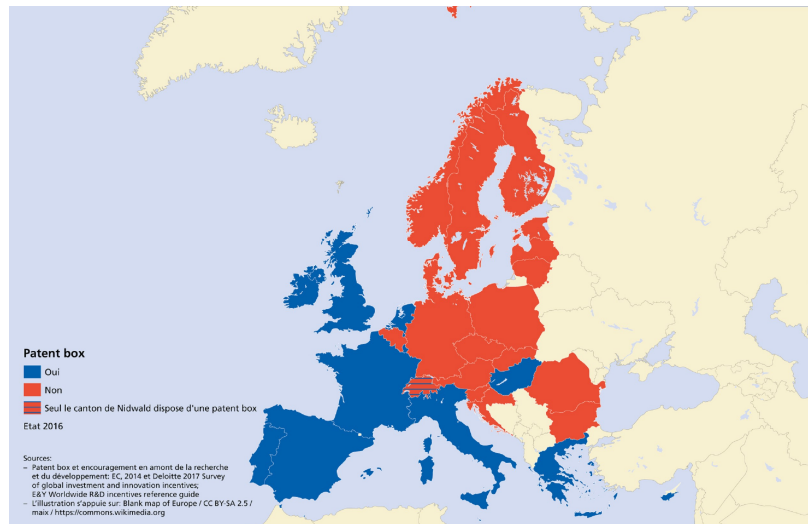 Patent box
Oui
Non
Seul le canton de Nidwald dispose d'une patent box
Etat 2016
Sources:
– Patent box et encouragement en amont de la recherche
et du développement: EC, 2014 et Deloitte 2017 Survey
of global investment and innovation incentives;
E&Y Worldwide R&D incentives reference guide
– L'illustration s'appuie sur: Blank map of Europe / CC BY-SA 2.5 /
maix / https://commons.wikimedia.org